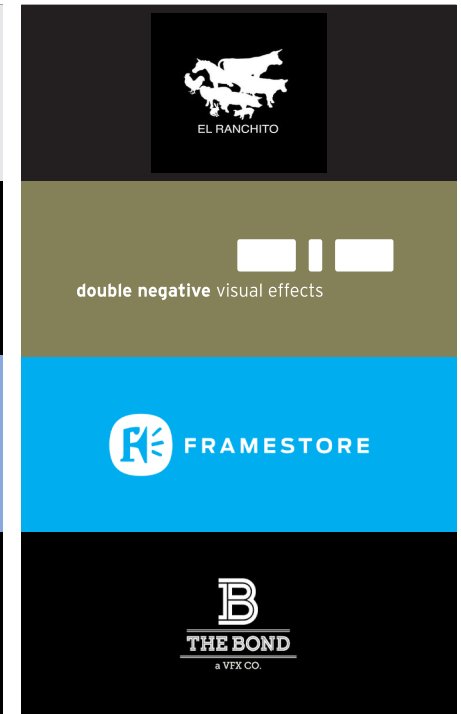 EL RANCHITO
double negative visual effects
FRAMESTORE
B
THE BOND
a VFX CO.